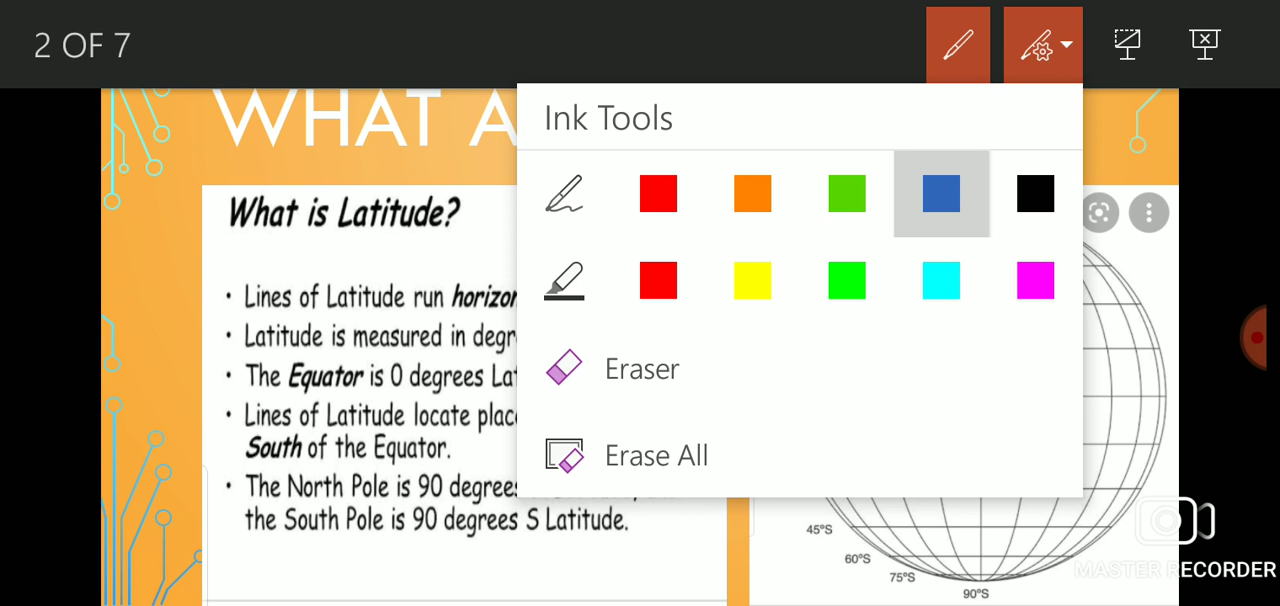 2 OF 7
WHAT A
Ink Tools
What is Latitude?
• Lines of Latitude run horizon
• Latitude is measured in degr
• The Equator is 0 degrees Lat
• Lines of Latitude locate place
South of the Equator.
• The North Pole is 90 degrees
the South Pole is 90 degrees S Latitude.
Eraser
Erase All
45°S
60°S
75°S
90°S
MASTER RECORDER